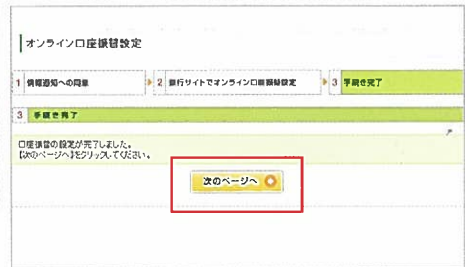 オンライン口座振替設定
1 情報通知への同意
2 銀行サイトでオンライン口座振替設定
3 手続き完了
3 手続き完了
口座振替の設定が完了しました。
【次のページへ】をクリックしてください。
次のページへ